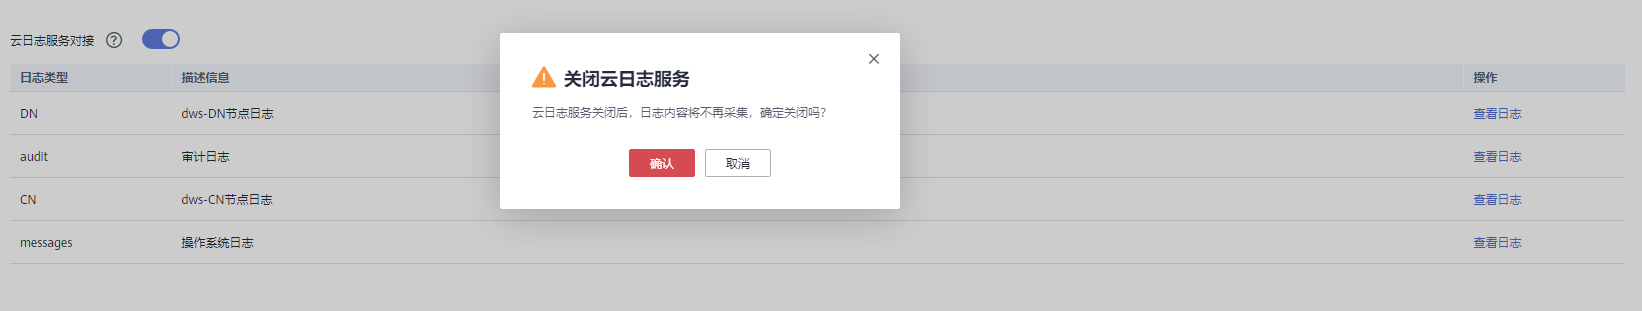 云日志服务对接 ?
日志类型 描述信息 操作
DN dws-DN节点日志 查看日志
audit 审计日志 查看日志
CN dws-CN节点日志 查看日志
messages 操作系统日志 查看日志
关闭云日志服务
云日志服务关闭后，日志内容将不再采集，确定关闭吗？
确认 取消